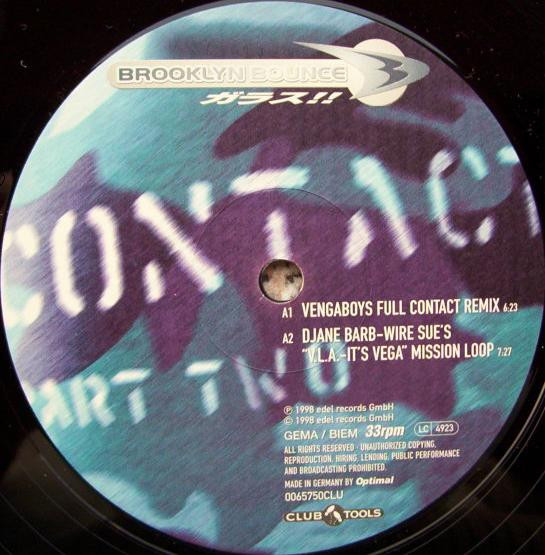 BROOKLYN BOUNCE
ガラス!!
CONTACT
PART TWO
A1 VENGABOYS FULL CONTACT REMIX 6:23
A2 DJANE BARB-WIRE SUE'S
"V.L.A.-IT'S VEGA" MISSION LOOP 7:27
℗ 1998 edel records GmbH
© 1998 edel records GmbH
GEMA / BIEM 33rpm LC 4923
ALL RIGHTS RESERVED · UNAUTHORIZED COPYING,
REPRODUCTION, HIRING, LENDING, PUBLIC PERFORMANCE
AND BROADCASTING PROHIBITED.
MADE IN GERMANY BY Optimal
0065750CLU
CLUB TOOLS